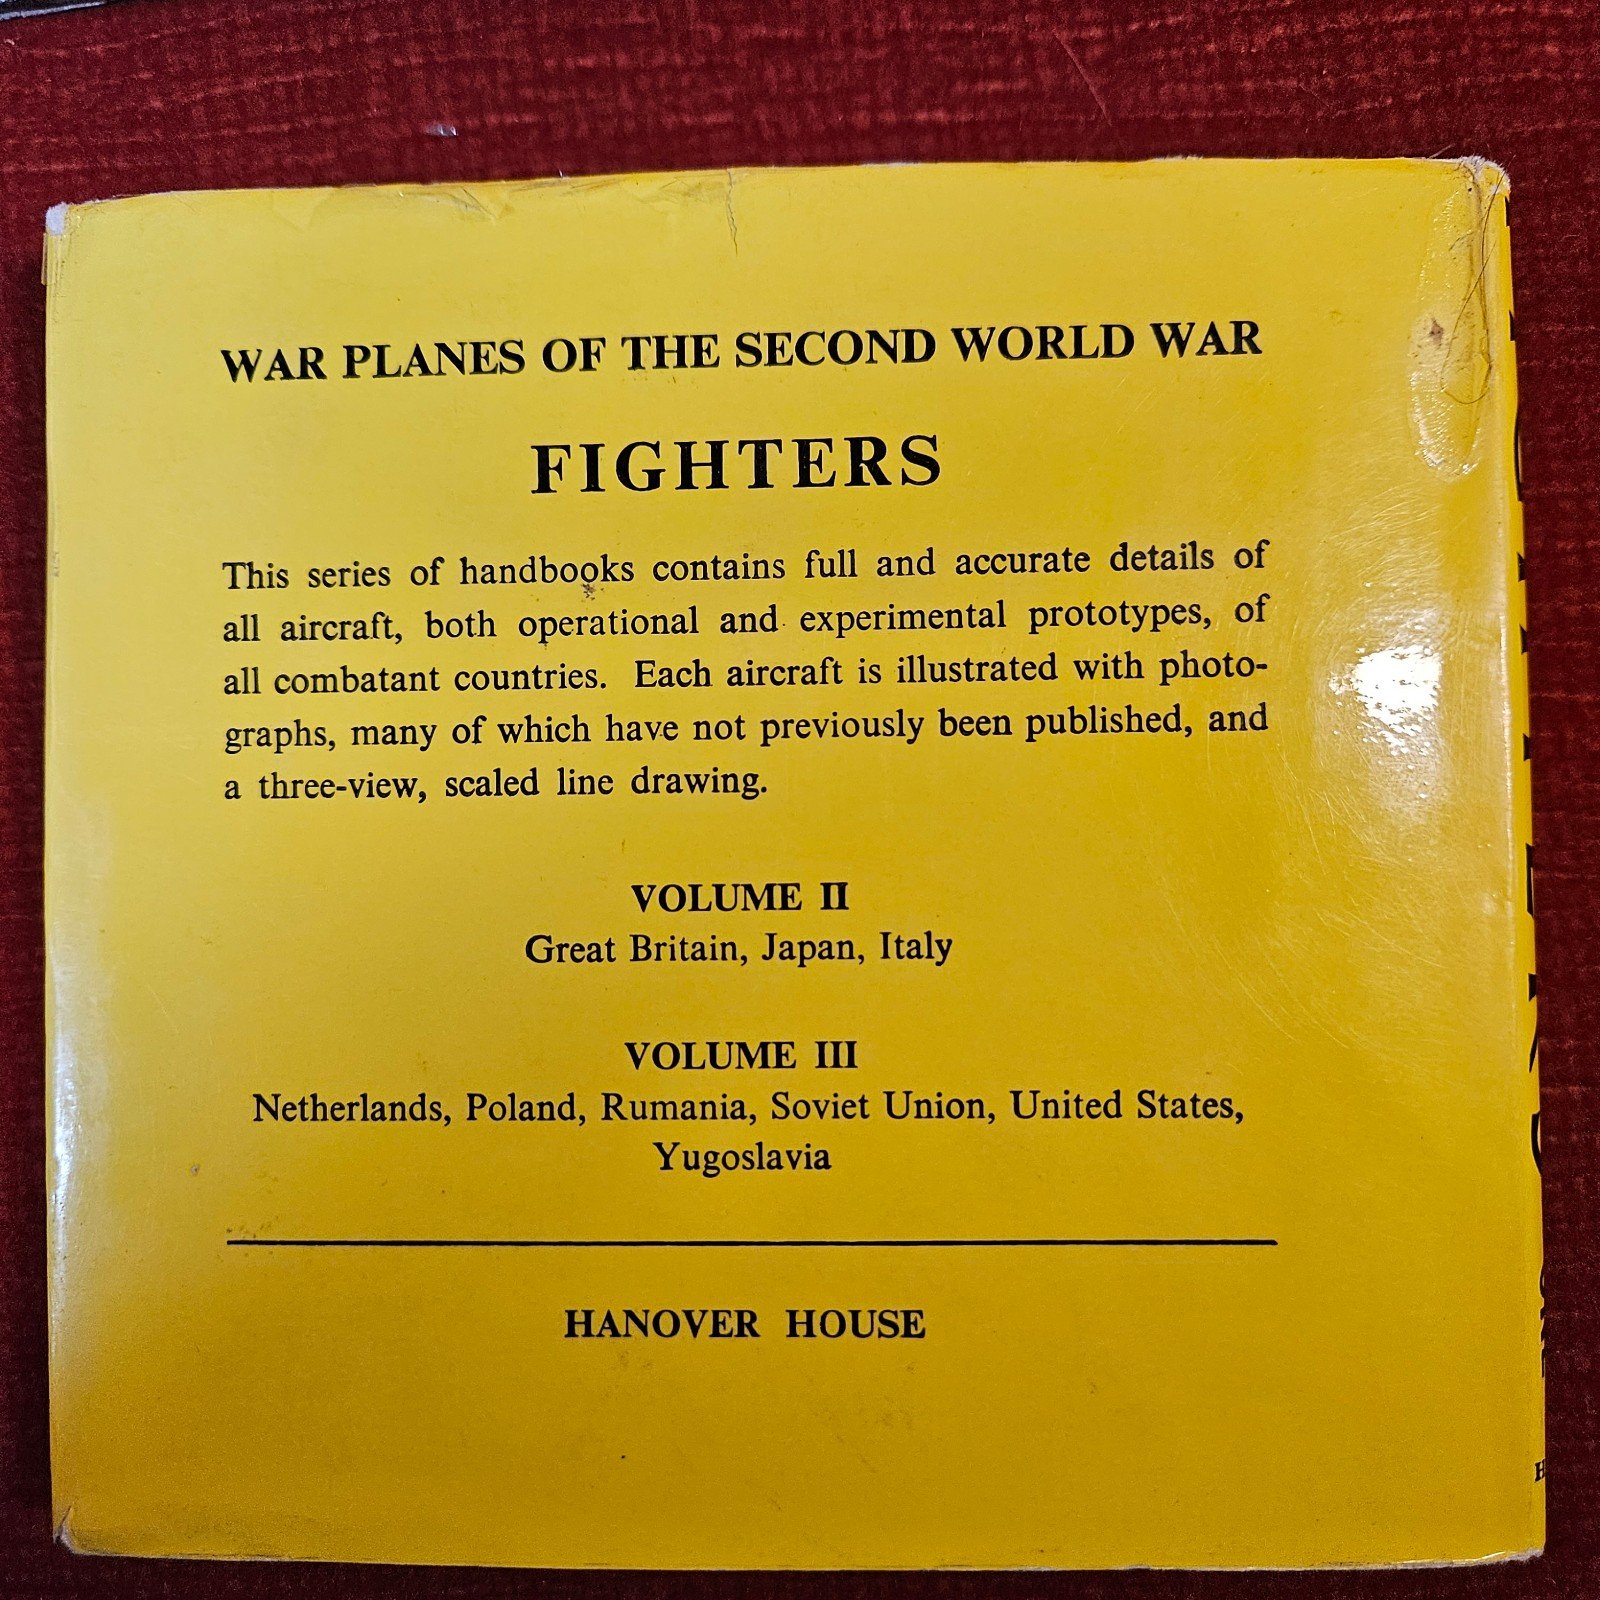 WAR PLANES OF THE SECOND WORLD WAR
FIGHTERS
This series of handbooks contains full and accurate details of
all aircraft, both operational and experimental prototypes, of
all combatant countries. Each aircraft is illustrated with photo-
graphs, many of which have not previously been published, and
a three-view, scaled line drawing.
VOLUME II
Great Britain, Japan, Italy
VOLUME III
Netherlands, Poland, Rumania, Soviet Union, United States,
Yugoslavia
HANOVER HOUSE